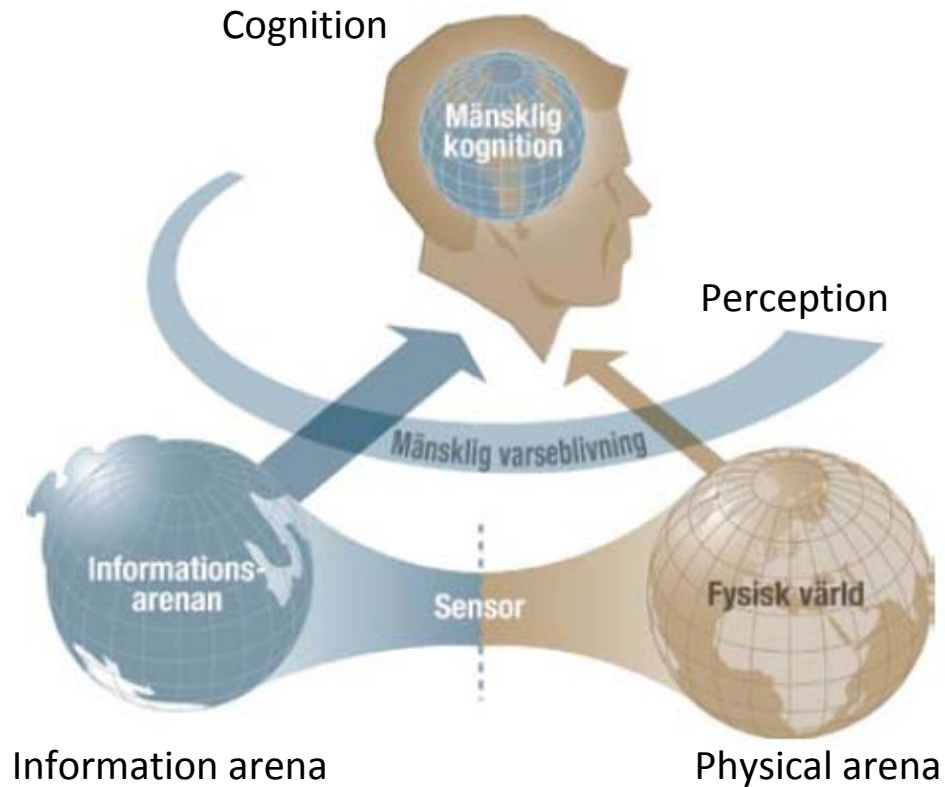 Cognition
Mänsklig
kognition
Perception
Mänsklig varseblivning
Informations-
arenan
Sensor
Fysisk värld
Information arena
Physical arena